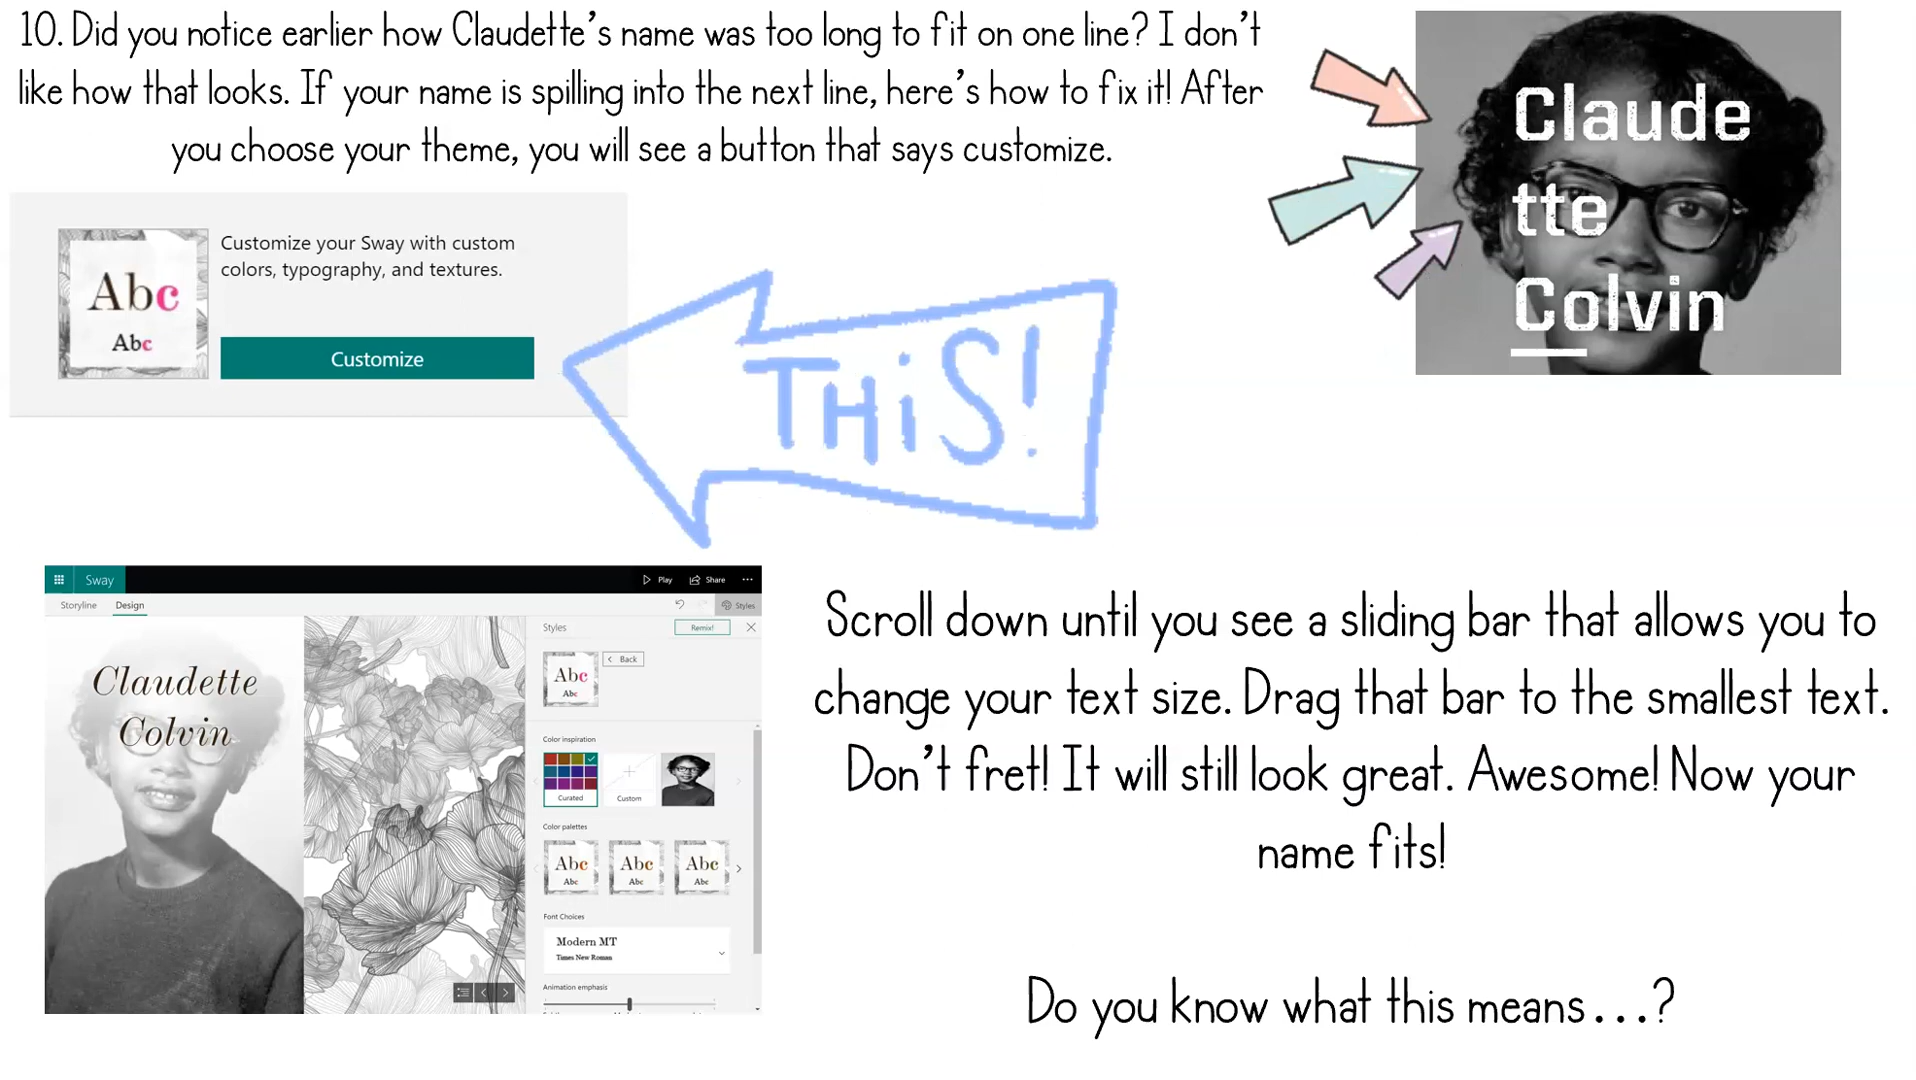 10. Did you notice earlier how Claudette's name was too long to fit on one line? I don't
like how that looks. If your name is spilling into the next line, here's how to fix it! After
you choose your theme, you will see a button that says customize.
Claude
tte
Colvin
Abc
Abc
Customize your Sway with custom
colors, typography, and textures.
Customize
THiS!
Sway
Play
Share
Storyline
Design
Styles
Claudette
Colvin
Styles
Remix!
Abc
Abc
Back
Color inspiration
Curated
Custom
Color palettes
Abc
Abc
Abc
Abc
Abc
Abc
Font Choices
Modern MT
Times New Roman
Animation emphasis
Scroll down until you see a sliding bar that allows you to
change your text size. Drag that bar to the smallest text.
Don't fret! It will still look great. Awesome! Now your
name fits!
Do you know what this means...?